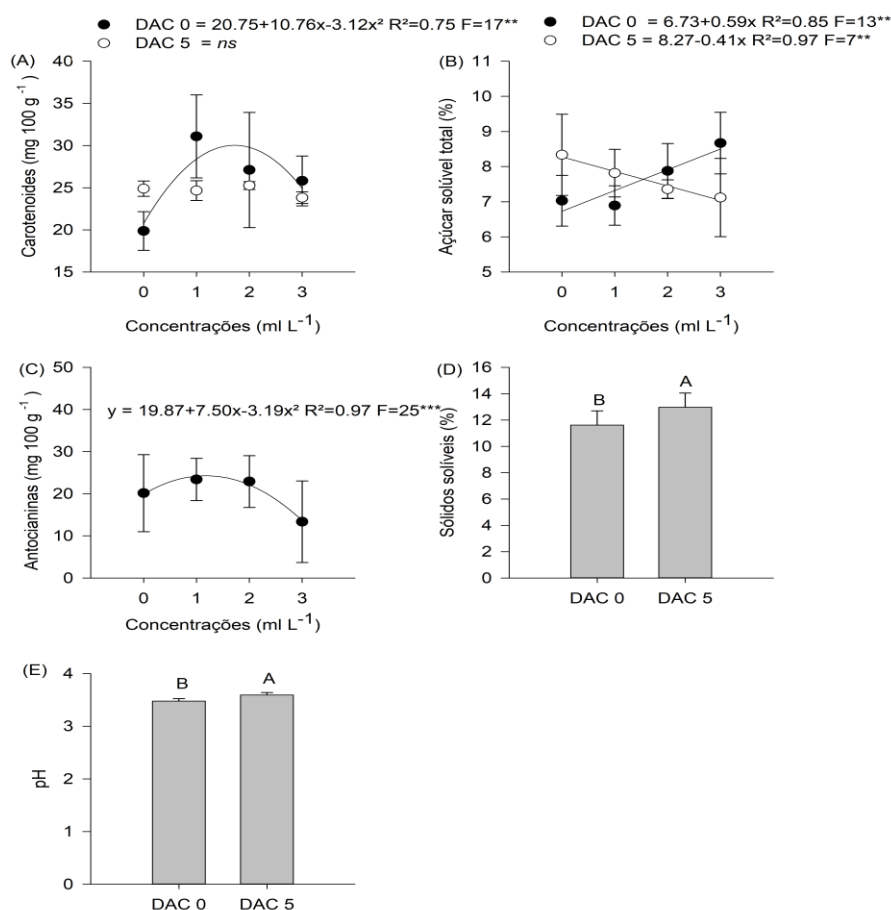 DAC 0 = 20.75+10.76x-3.12x² R²=0.75 F=17**
DAC 5 = ns
(A)
Carotenoides (mg 100 g⁻¹)
40
35
30
25
20
15
0 1 2 3
Concentrações (ml L⁻¹)
DAC 0 = 6.73+0.59x R²=0.85 F=13**
DAC 5 = 8.27-0.41x R²=0.97 F=7**
(B)
Açúcar solúvel total (%)
11
10
9
8
7
6
5
0 1 2 3
Concentrações (ml L⁻¹)
(C)
Antocianinas (mg 100 g⁻¹)
50
40
30
20
10
0
y = 19.87+7.50x-3.19x² R²=0.97 F=25***
0 1 2 3
Concentrações (ml L⁻¹)
(D)
Sólidos solíveis (%)
16
14
12
10
8
6
4
2
0
B A
DAC 0 DAC 5
(E)
pH
4
3
2
1
0
B A
DAC 0 DAC 5